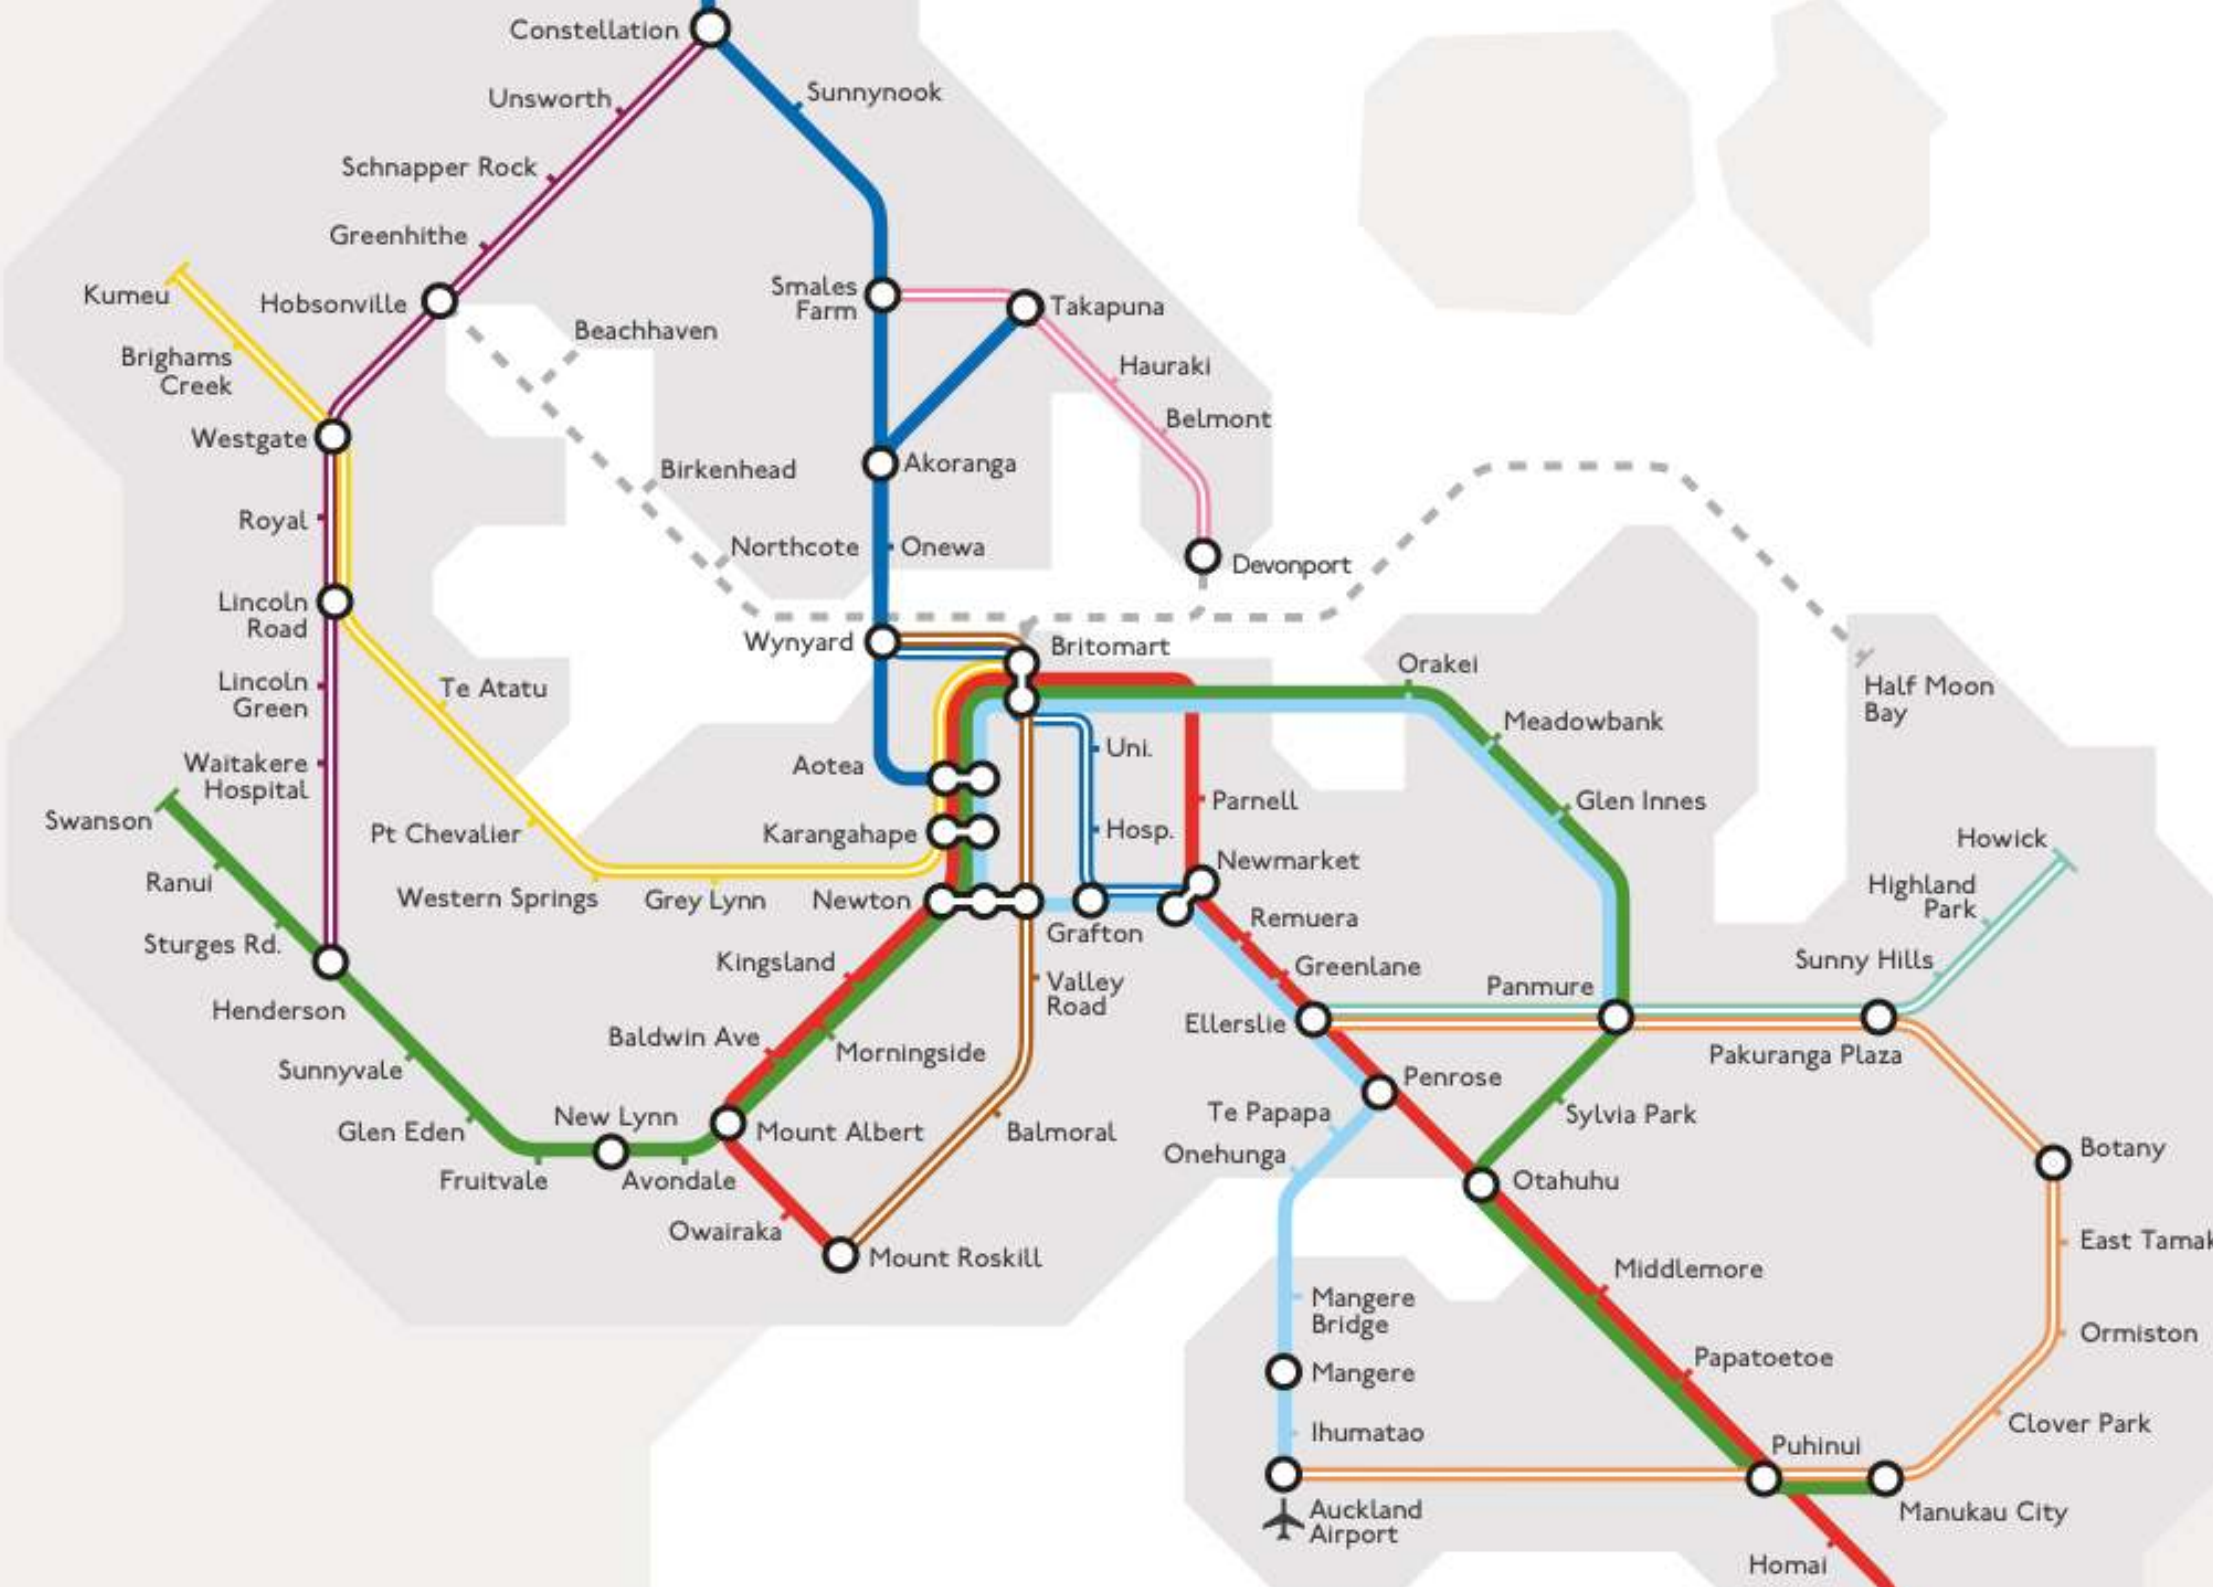 Constellation
Sunnynook
Unsworth
Schnapper Rock
Greenhithe
Kumeu
Hobsonville
Smales
Farm
Takapuna
Beachhaven
Brighams
Creek
Hauraki
Westgate
Belmont
Birkenhead
Akoranga
Royal
Northcote
Onewa
Devonport
Lincoln
Road
Wynyard
Britomart
Orakei
Half Moon
Bay
Lincoln
Green
Te Atatu
Meadowbank
Waitakere
Hospital
Aotea
Uni.
Parnell
Glen Innes
Swanson
Pt Chevalier
Karangahape
Hosp.
Howick
Ranui
Western Springs
Grey Lynn
Newton
Newmarket
Highland
Park
Sturges Rd.
Grafton
Remuera
Kingsland
Greenlane
Sunny Hills
Henderson
Valley
Road
Panmure
Ellerslie
Baldwin Ave
Morningside
Pakuranga Plaza
Sunnyvale
Penrose
Glen Eden
New Lynn
Mount Albert
Balmoral
Te Papapa
Sylvia Park
Onehunga
Botany
Fruitvale
Avondale
Otahuhu
Owairaka
Mount Roskill
East Tamak
Middlemore
Mangere
Bridge
Ormiston
Papatoetoe
Mangere
Ihumatao
Clover Park
Puhinui
Auckland
Airport
Manukau City
Homai